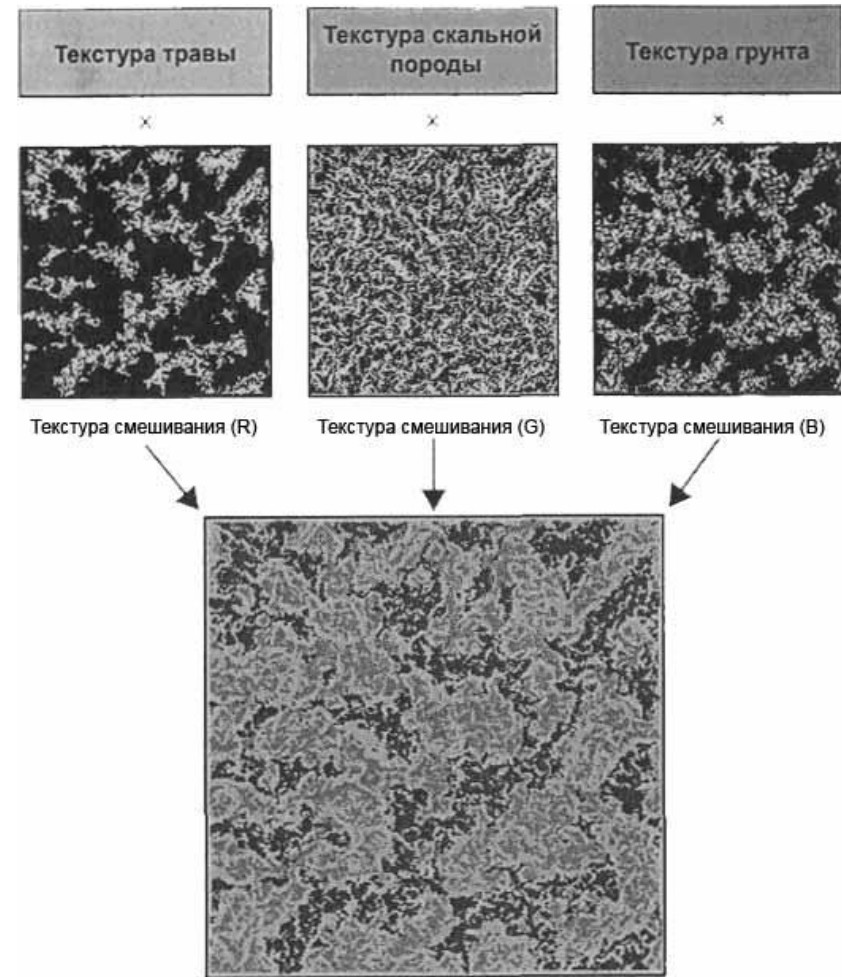 Текстура травы
Текстура скальной
породы
Текстура грунта
× × ×
Текстура смешивания (R)
Текстура смешивания (G)
Текстура смешивания (B)